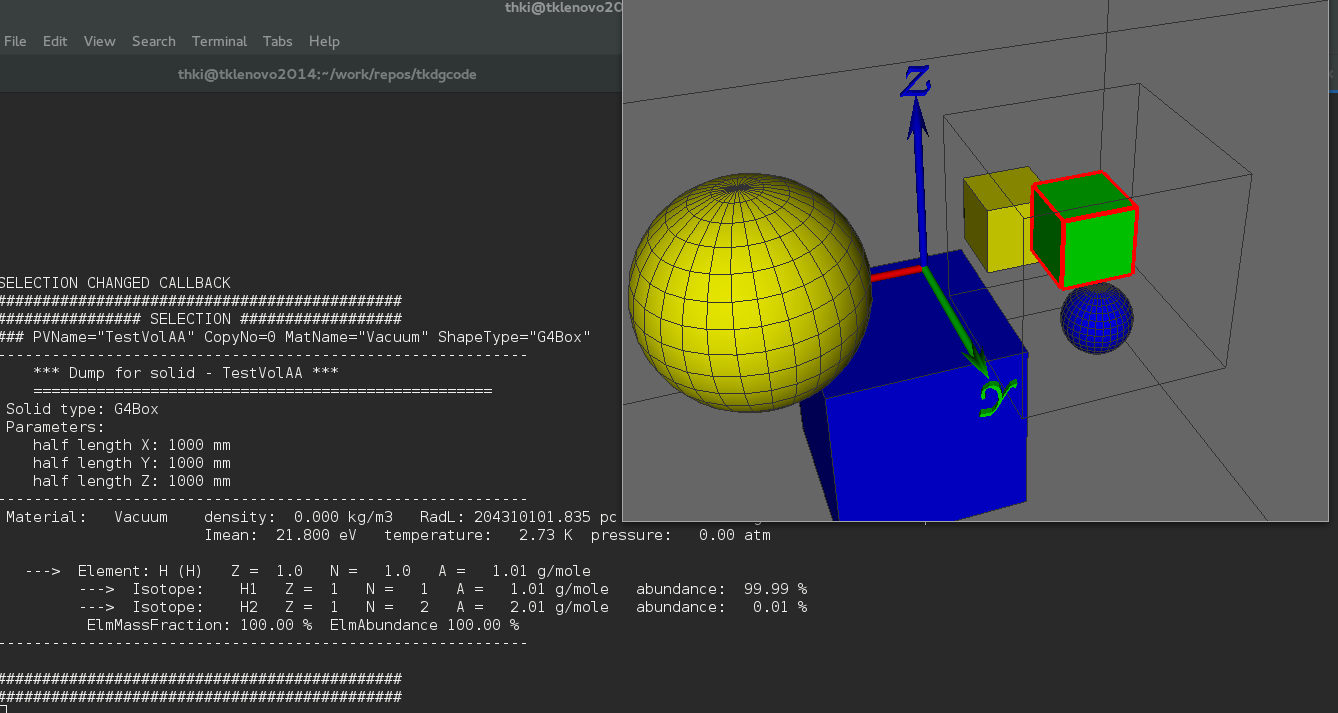 thki@tklenovo20
File Edit View Search Terminal Tabs Help
thki@tklenovo2014:~/work/repos/tkdgcode
SELECTION CHANGED CALLBACK
#############################################
################### SELECTION ##################
### PVName="TestVolAA" CopyNo=0 MatName="Vacuum" ShapeType="G4Box"
-----------------------------------------------------------
*** Dump for solid - TestVolAA ***
===================================================
Solid type: G4Box
Parameters:
half length X: 1000 mm
half length Y: 1000 mm
half length Z: 1000 mm
-----------------------------------------------------------
Material: Vacuum density: 0.000 kg/m3 RadL: 204310101.835 pc
Imean: 21.800 eV temperature: 2.73 K pressure: 0.00 atm
---> Element: H (H) Z = 1.0 N = 1.0 A = 1.01 g/mole
---> Isotope: H1 Z = 1 N = 1 A = 1.01 g/mole abundance: 99.99 %
---> Isotope: H2 Z = 1 N = 2 A = 2.01 g/mole abundance: 0.01 %
ElmMassFraction: 100.00 % ElmAbundance 100.00 %
-----------------------------------------------------------
#############################################
#############################################
z
y